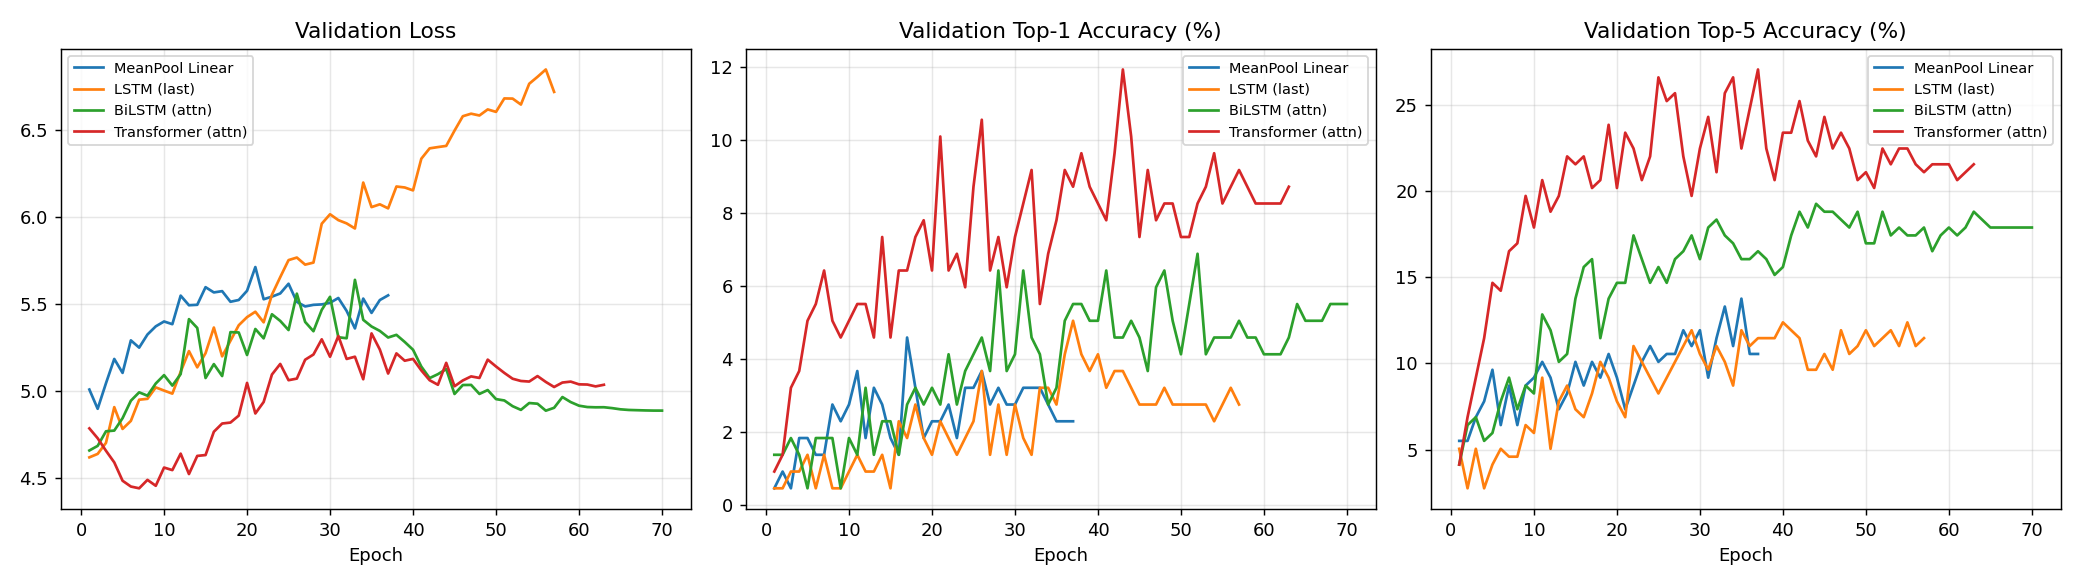 Validation Loss
MeanPool Linear
LSTM (last)
BiLSTM (attn)
Transformer (attn)
6.5
6.0
5.5
5.0
4.5
0 10 20 30 40 50 60 70
Epoch
Validation Top-1 Accuracy (%)
MeanPool Linear
LSTM (last)
BiLSTM (attn)
Transformer (attn)
12
10
8
6
4
2
0
0 10 20 30 40 50 60 70
Epoch
Validation Top-5 Accuracy (%)
MeanPool Linear
LSTM (last)
BiLSTM (attn)
Transformer (attn)
25
20
15
10
5
0 10 20 30 40 50 60 70
Epoch